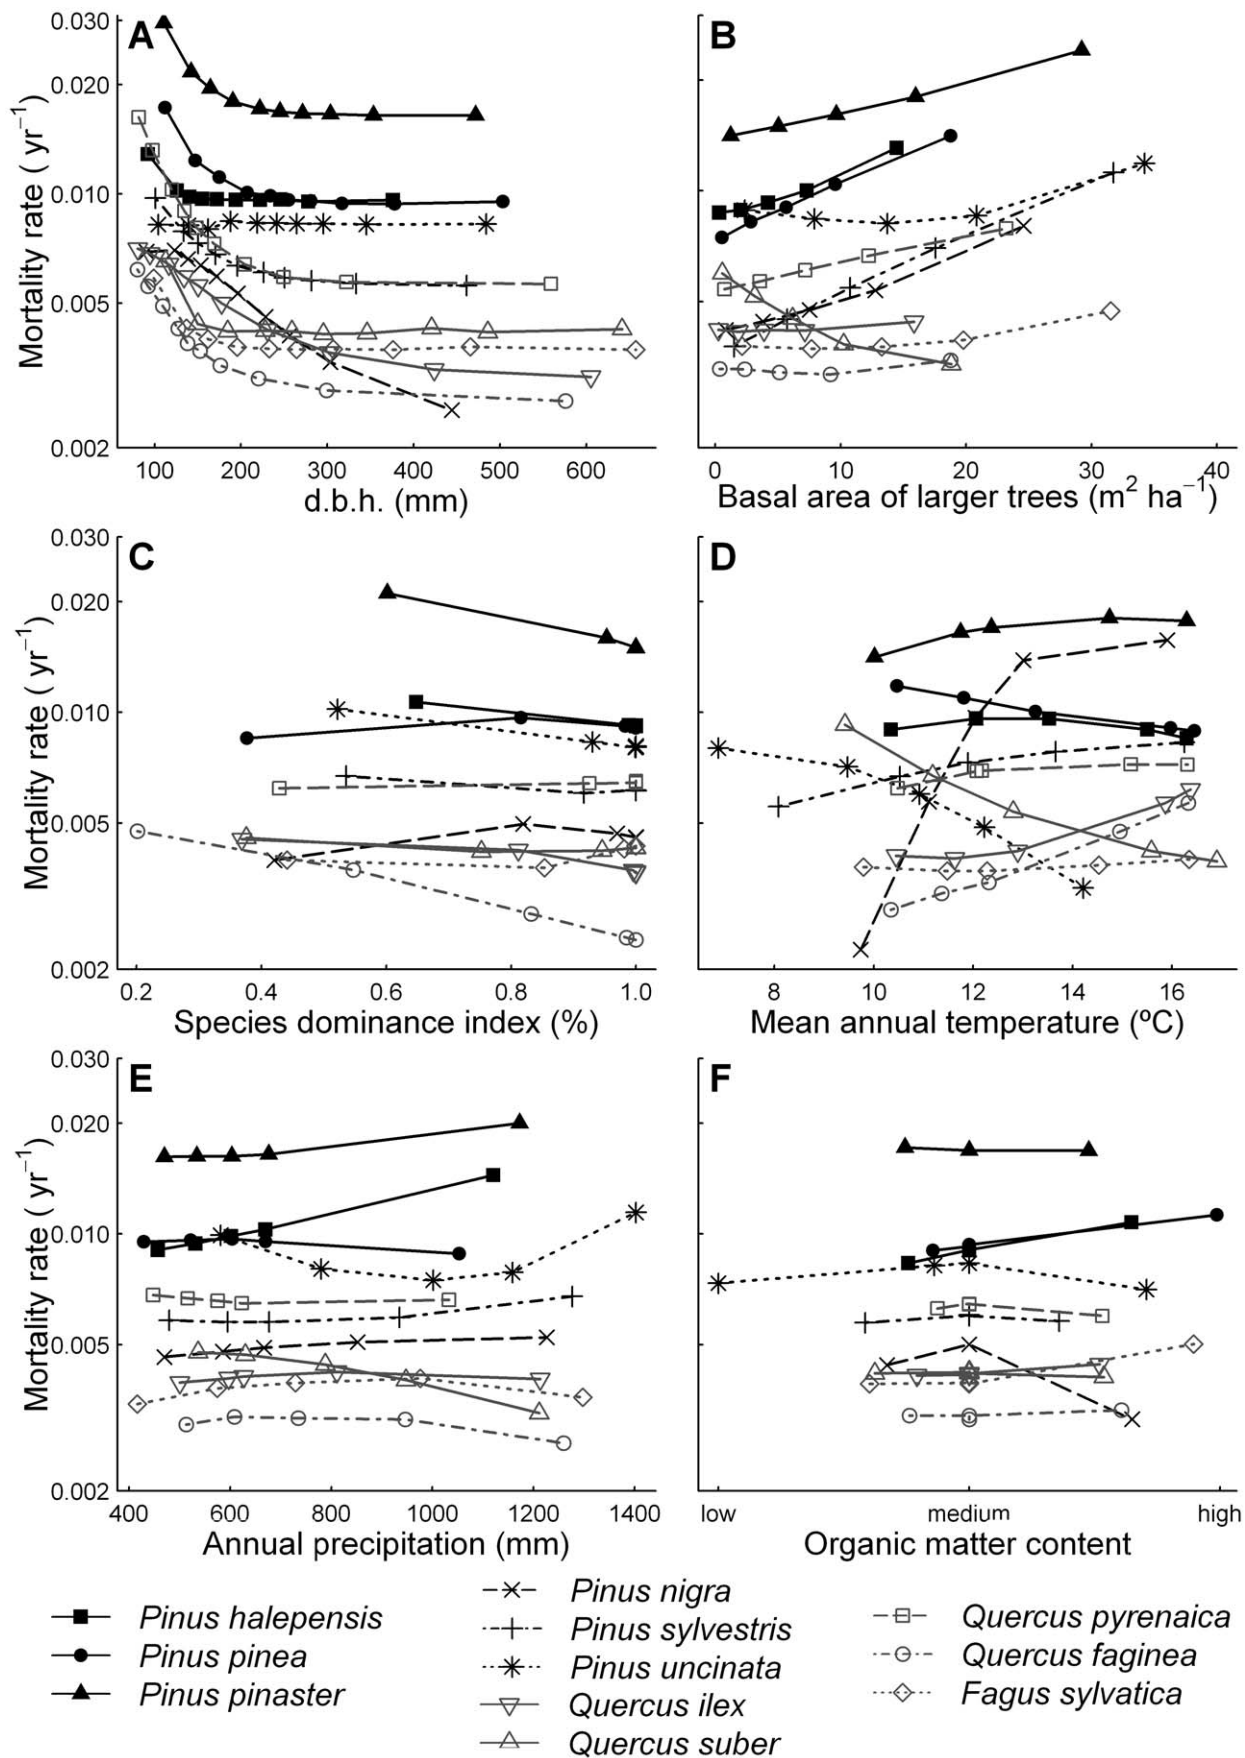 A
B
0.030
0.020
0.010
0.005
0.002
Mortality rate ( yr⁻¹)
100 200 300 400 500 600
0 10 20 30 40
d.b.h. (mm)
Basal area of larger trees (m² ha⁻¹)
C
D
0.030
0.020
0.010
0.005
0.002
Mortality rate ( yr⁻¹)
0.2 0.4 0.6 0.8 1.0
8 10 12 14 16
Species dominance index (%)
Mean annual temperature (ºC)
E
F
0.030
0.020
0.010
0.005
0.002
Mortality rate ( yr⁻¹)
400 600 800 1000 1200 1400
low medium high
Annual precipitation (mm)
Organic matter content
Pinus halepensis
Pinus pinea
Pinus pinaster
Pinus nigra
Pinus sylvestris
Pinus uncinata
Quercus ilex
Quercus suber
Quercus pyrenaica
Quercus faginea
Fagus sylvatica